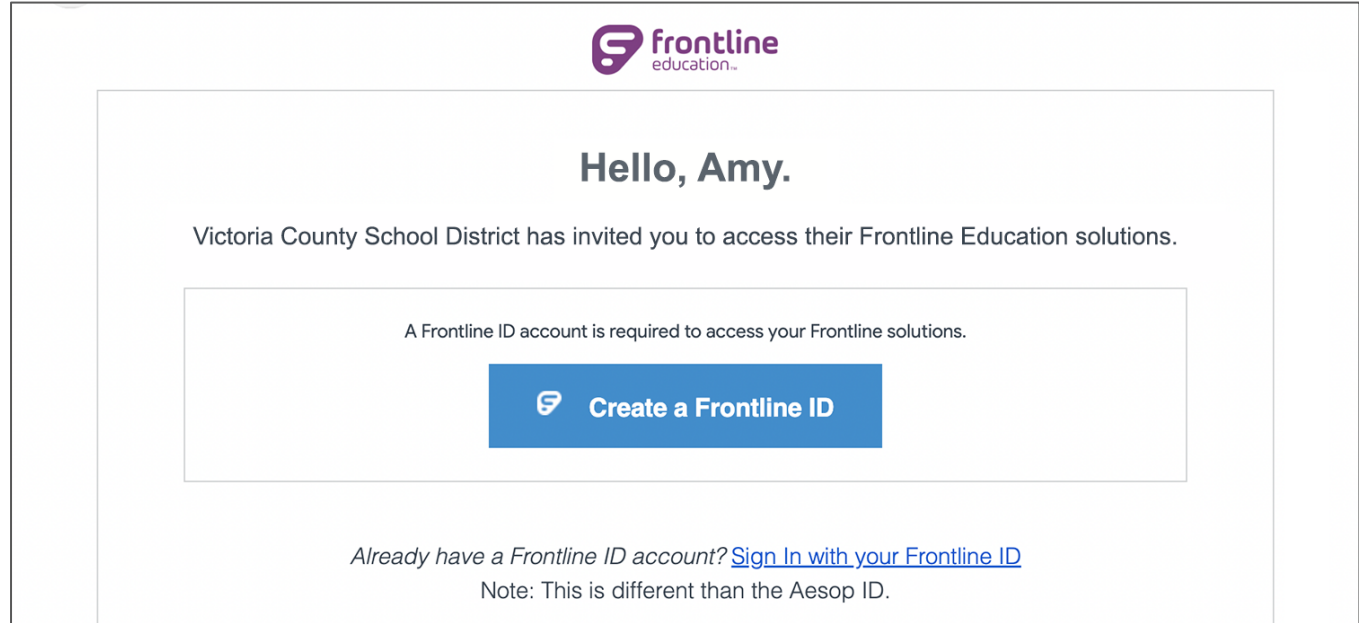 frontline
education™
Hello, Amy.
Victoria County School District has invited you to access their Frontline Education solutions.
A Frontline ID account is required to access your Frontline solutions.
Create a Frontline ID
Already have a Frontline ID account? Sign In with your Frontline ID
Note: This is different than the Aesop ID.